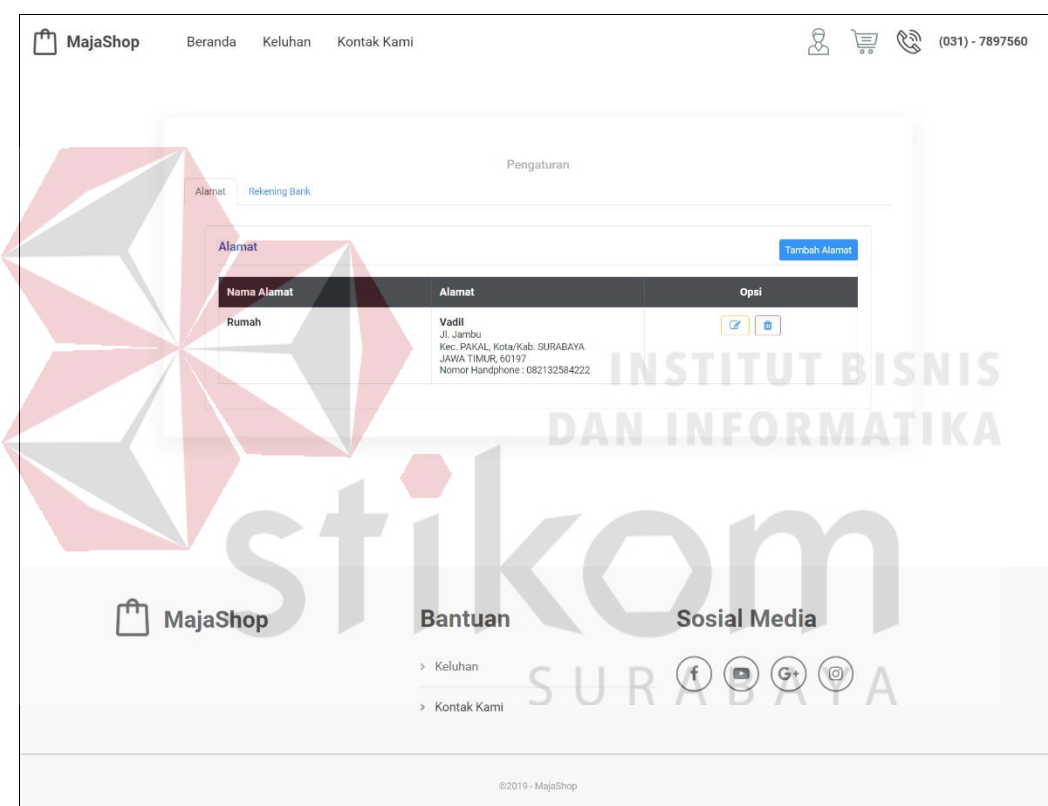 MajaShop Beranda Keluhan Kontak Kami (031) - 7897560
Pengaturan
Alamat Rekening Bank
Alamat Tambah Alamat
Nama Alamat Alamat Opsi
Rumah Vadil
Jl. Jambu
Kec. PAKAL, Kota/Kab. SURABAYA
JAWA TIMUR, 60197
Nomor Handphone : 082132584222
INSTITUT BISNIS
DAN INFORMATIKA
stikom
SURABAYA
MajaShop Bantuan Sosial Media
> Keluhan
> Kontak Kami
©2019 - MajaShop